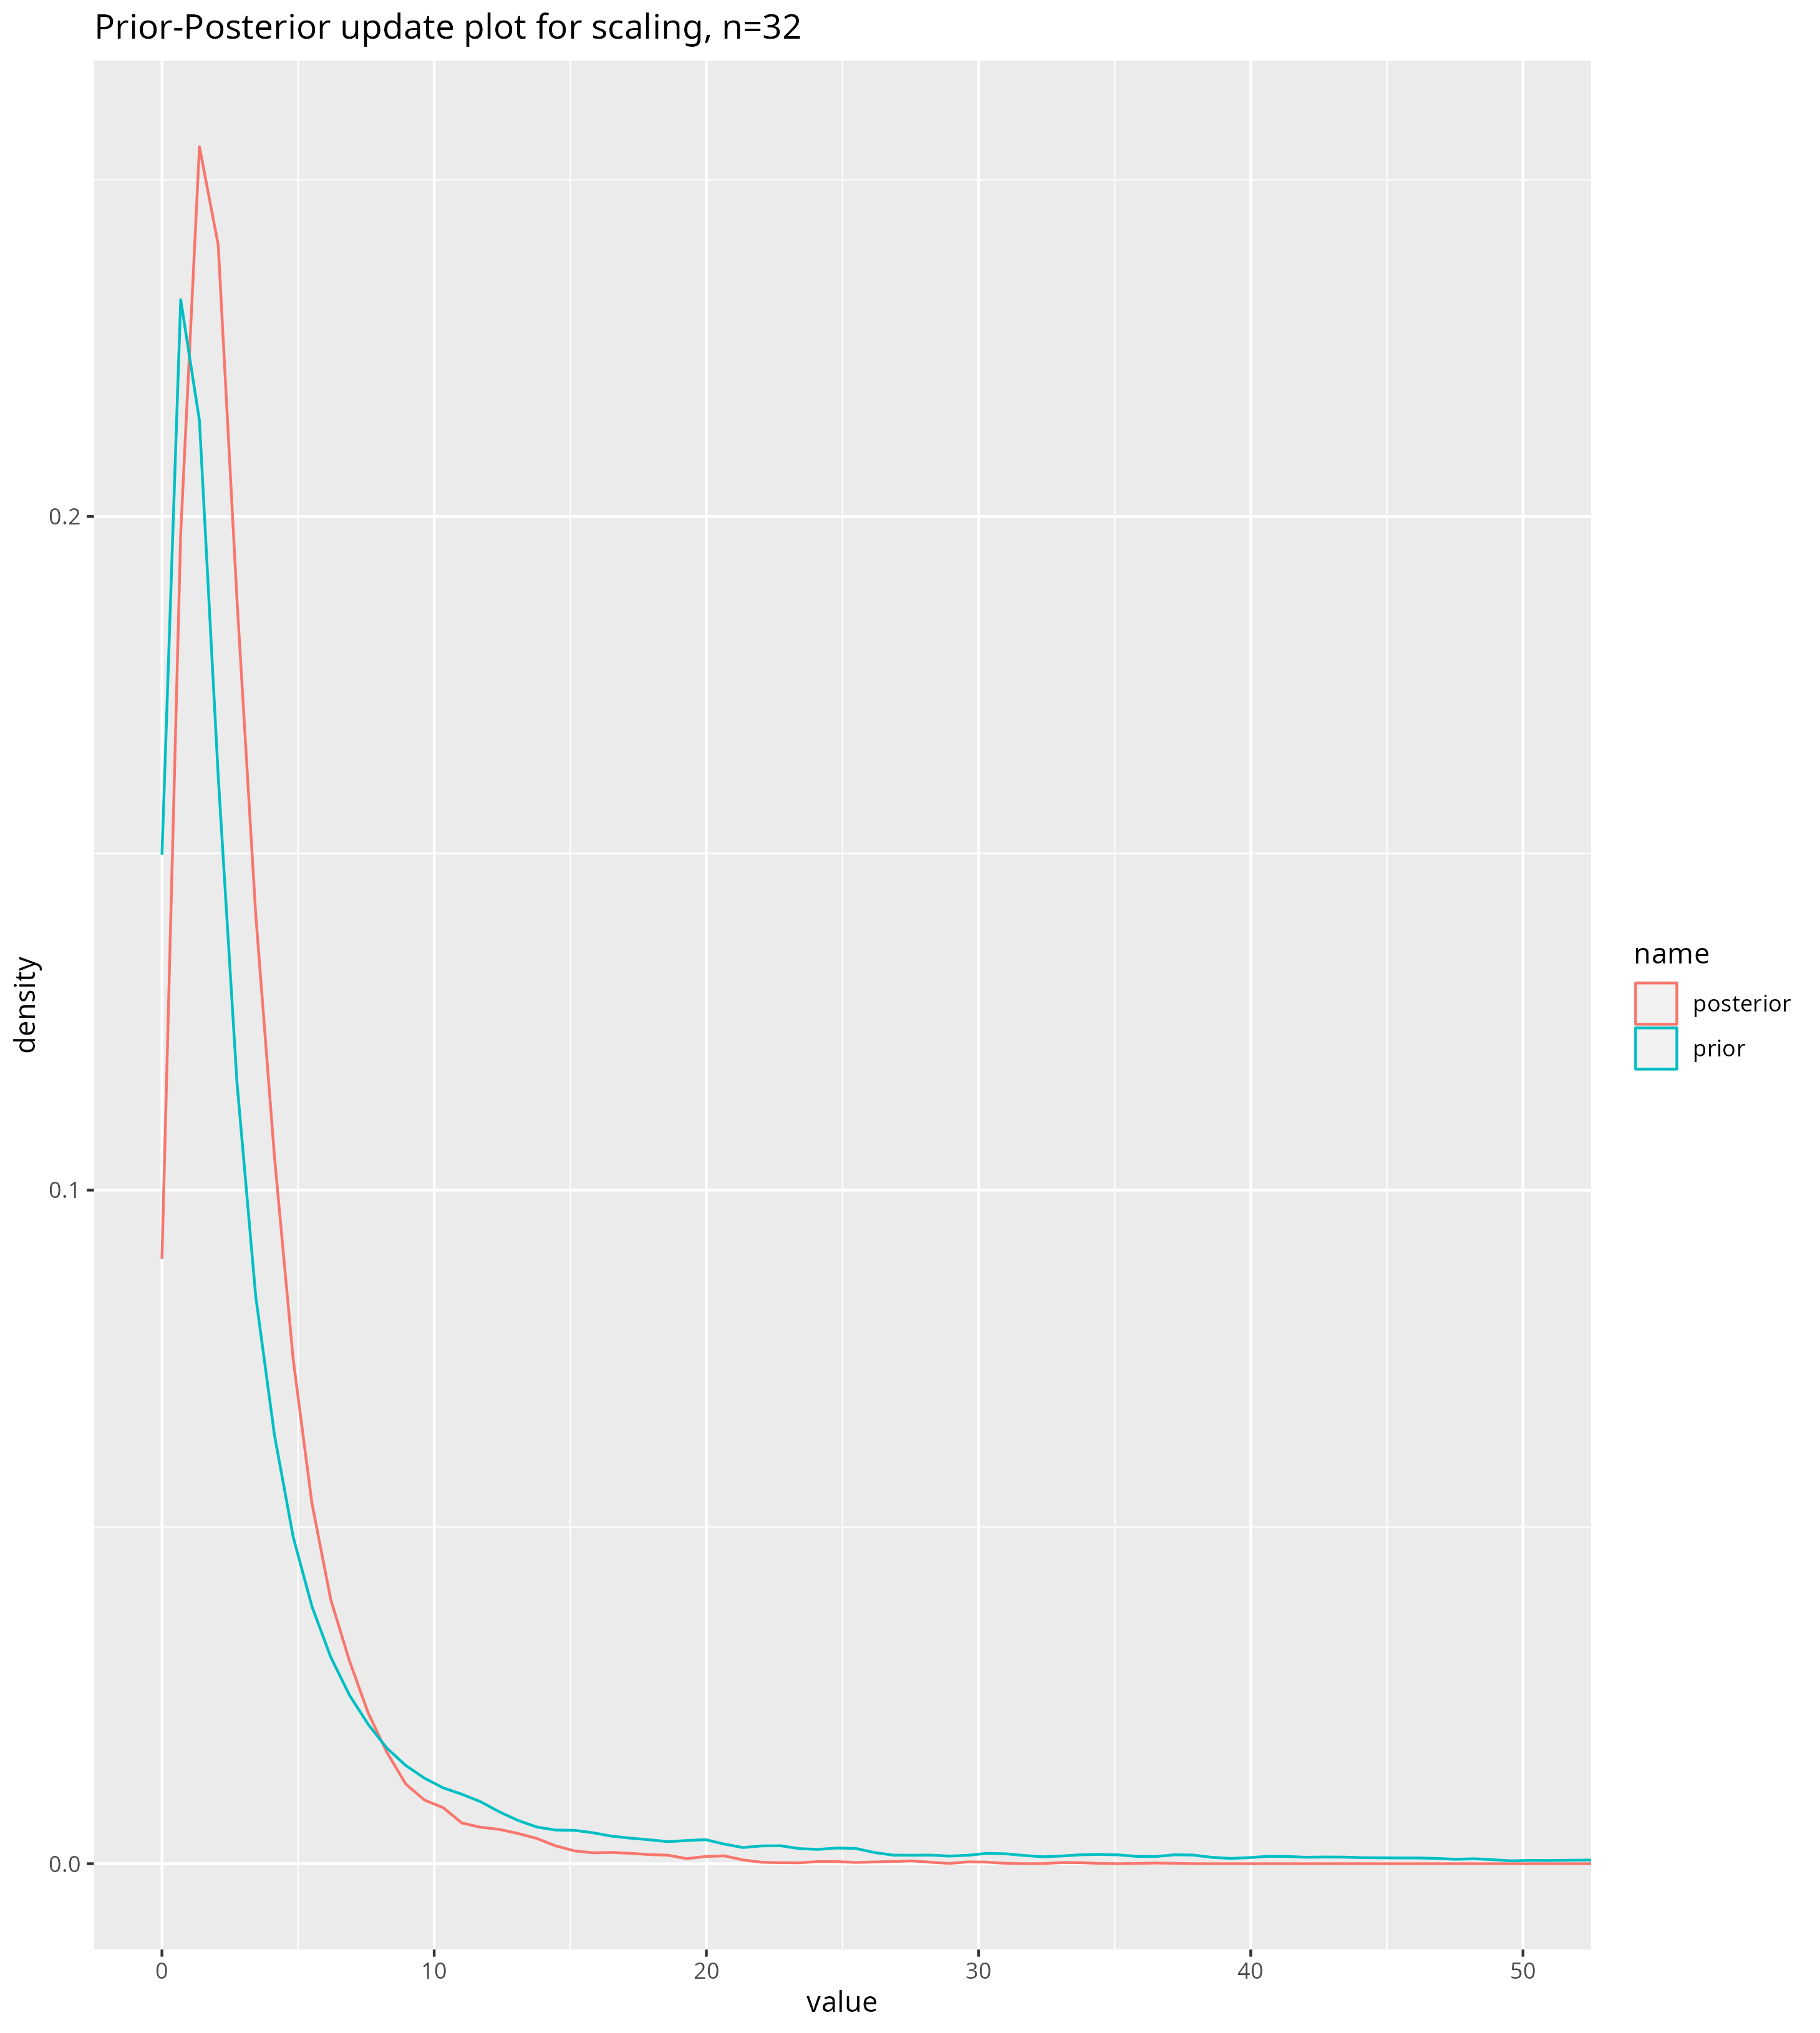 Prior-Posterior update plot for scaling, n=32
density
0.2
0.1
0.0
0 10 20 30 40 50
value
name
posterior
prior